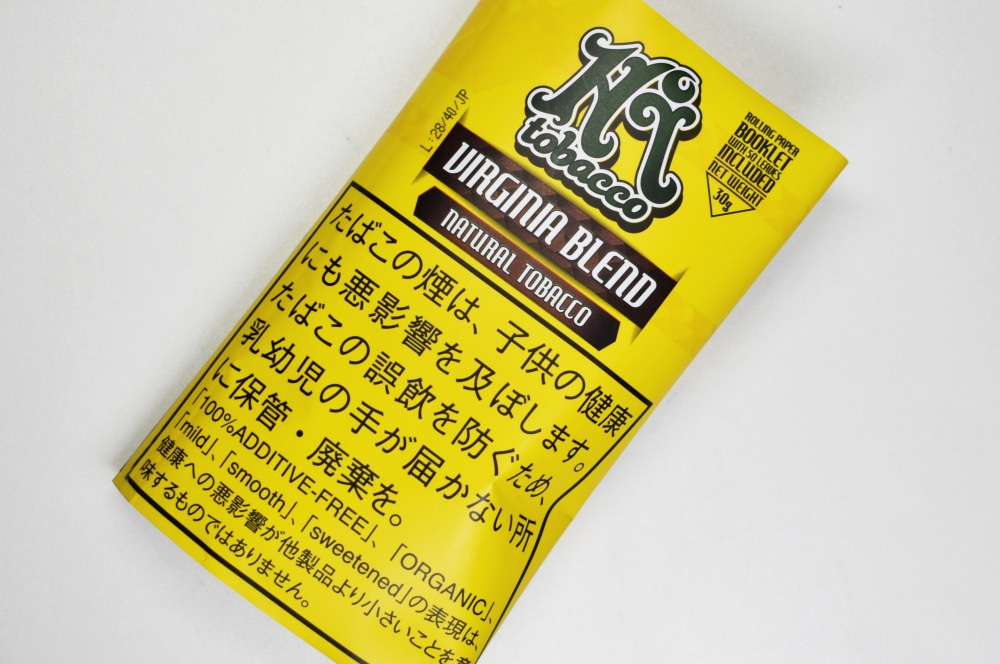 Hi
tobacco
ROLLING PAPER
BOOKLET
WITH 50 LEAVES
INCLUDED
NET WEIGHT
30g
L:28/40/JP
VIRGINIA BLEND
NATURAL TOBACCO
たばこの煙は、子供の健康
にも悪影響を及ぼします。
たばこの誤飲を防ぐため、
乳幼児の手が届かない所
に保管・廃棄を。
「100%ADDITIVE-FREE」、「ORGANIC」、
「mild」、「smooth」、「sweetened」の表現は、
健康への悪影響が他製品より小さいことを意
味するものではありません。